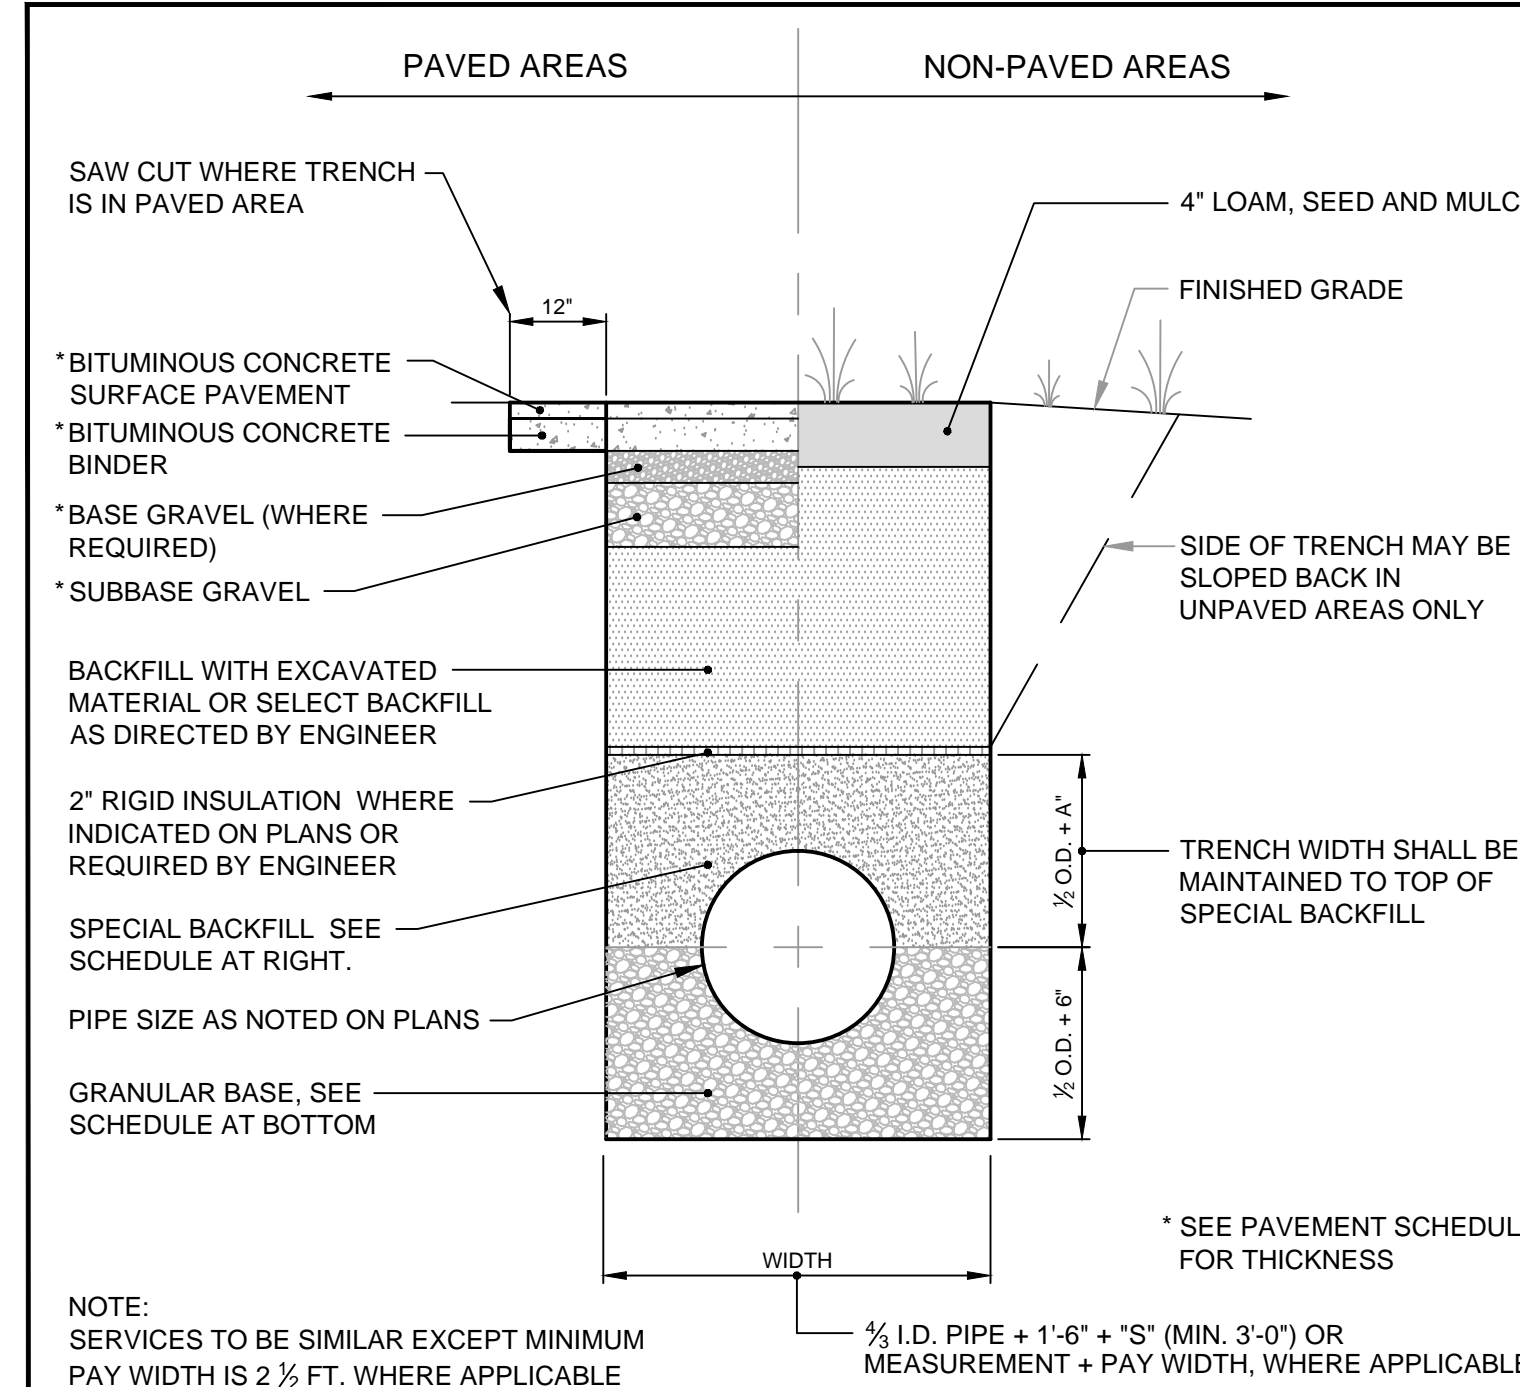 PAVED AREAS
NON-PAVED AREAS
SAW CUT WHERE TRENCH
IS IN PAVED AREA
4" LOAM, SEED AND MULC
FINISHED GRADE
12"
*BITUMINOUS CONCRETE
SURFACE PAVEMENT
*BITUMINOUS CONCRETE
BINDER
*BASE GRAVEL (WHERE
REQUIRED)
*SUBBASE GRAVEL
SIDE OF TRENCH MAY BE
SLOPED BACK IN
UNPAVED AREAS ONLY
BACKFILL WITH EXCAVATED
MATERIAL OR SELECT BACKFILL
AS DIRECTED BY ENGINEER
2" RIGID INSULATION WHERE
INDICATED ON PLANS OR
REQUIRED BY ENGINEER
½ O.D. + A"
TRENCH WIDTH SHALL BE
MAINTAINED TO TOP OF
SPECIAL BACKFILL
SPECIAL BACKFILL SEE
SCHEDULE AT RIGHT.
PIPE SIZE AS NOTED ON PLANS
½ O.D. + 6"
GRANULAR BASE, SEE
SCHEDULE AT BOTTOM
* SEE PAVEMENT SCHEDUL
FOR THICKNESS
WIDTH
NOTE:
SERVICES TO BE SIMILAR EXCEPT MINIMUM
PAY WIDTH IS 2 ½ FT. WHERE APPLICABLE
4/3 I.D. PIPE + 1'-6" + "S" (MIN. 3'-0") OR
MEASUREMENT + PAY WIDTH, WHERE APPLICABLE